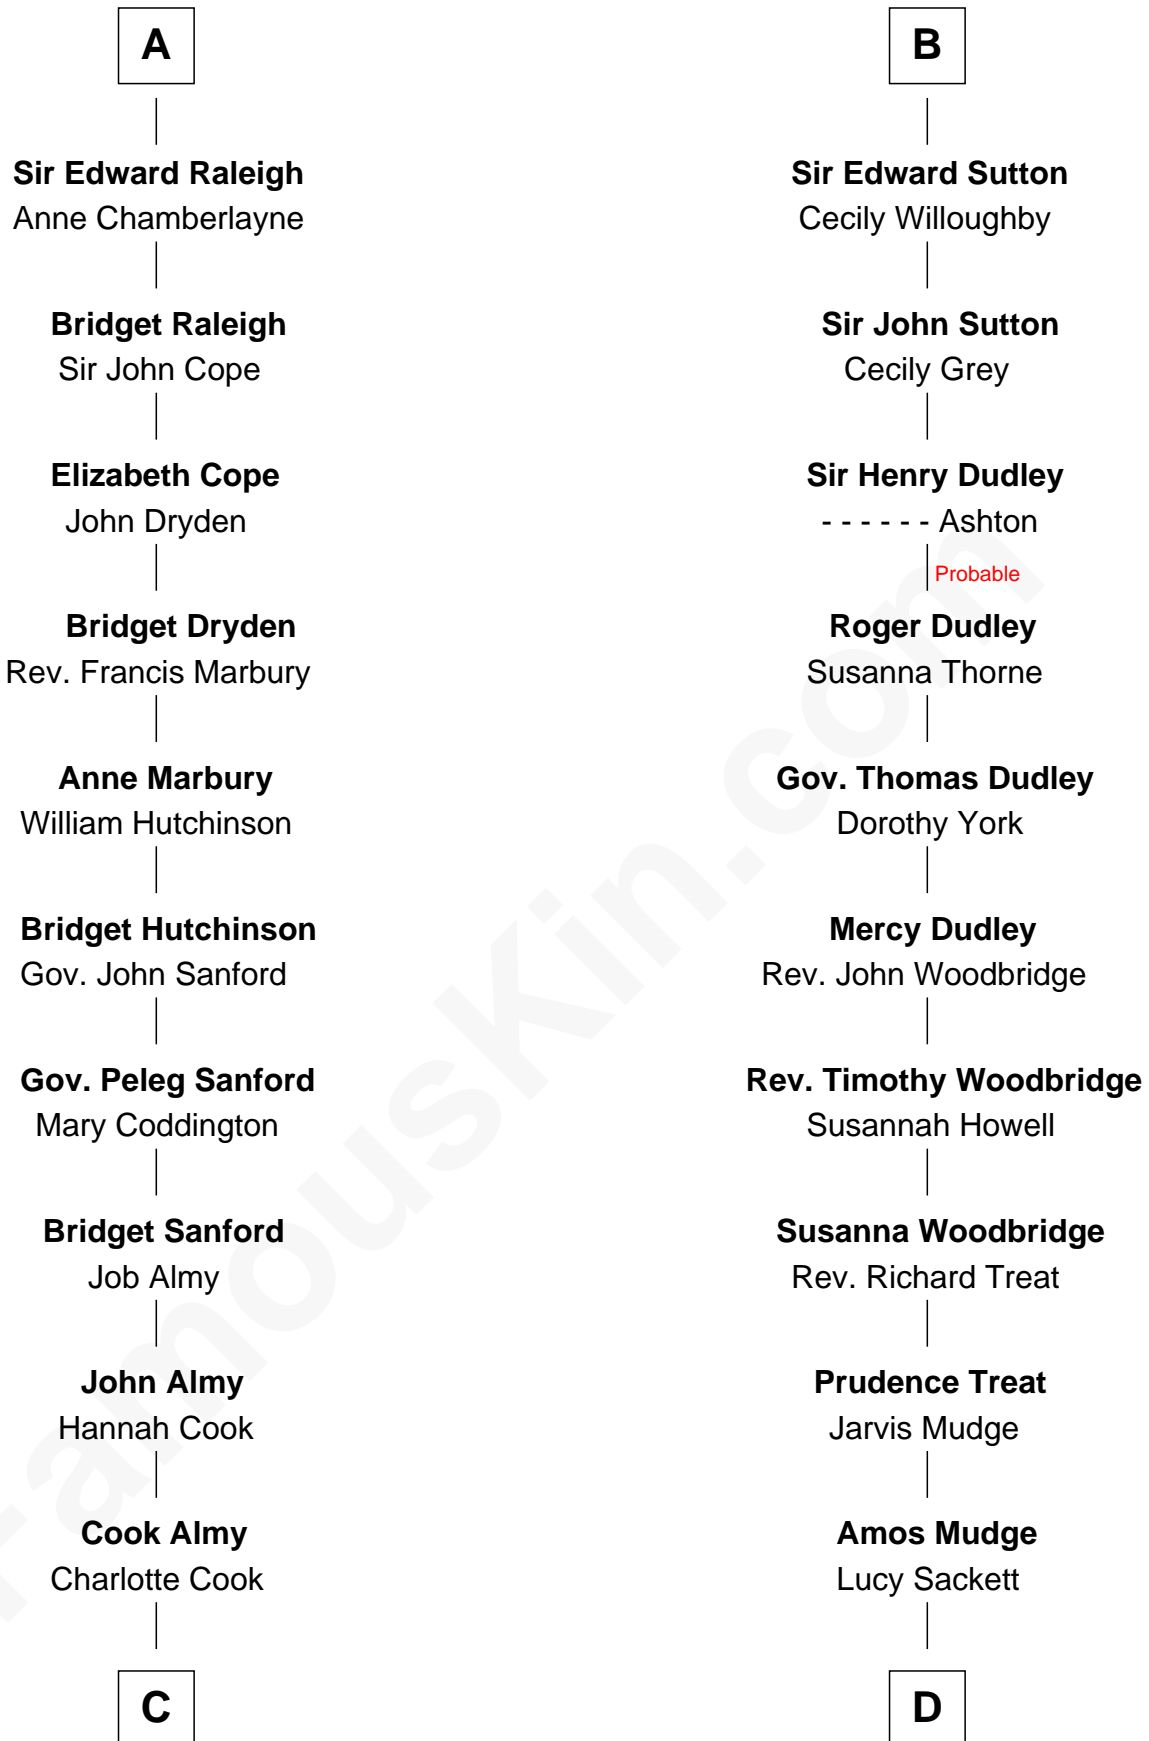 A
Sir Edward Raleigh
Anne Chamberlayne
Bridget Raleigh
Sir John Cope
Elizabeth Cope
John Dryden
Bridget Dryden
Rev. Francis Marbury
Anne Marbury
William Hutchinson
Bridget Hutchinson
Gov. John Sanford
Gov. Peleg Sanford
Mary Coddington
Bridget Sanford
Job Almy
John Almy
Hannah Cook
Cook Almy
Charlotte Cook
C
B
Sir Edward Sutton
Cecily Willoughby
Sir John Sutton
Cecily Grey
Sir Henry Dudley
- - - - - - Ashton
Probable
Roger Dudley
Susanna Thorne
Gov. Thomas Dudley
Dorothy York
Mercy Dudley
Rev. John Woodbridge
Rev. Timothy Woodbridge
Susannah Howell
Susanna Woodbridge
Rev. Richard Treat
Prudence Treat
Jarvis Mudge
Amos Mudge
Lucy Sackett
D
FamousKin.com